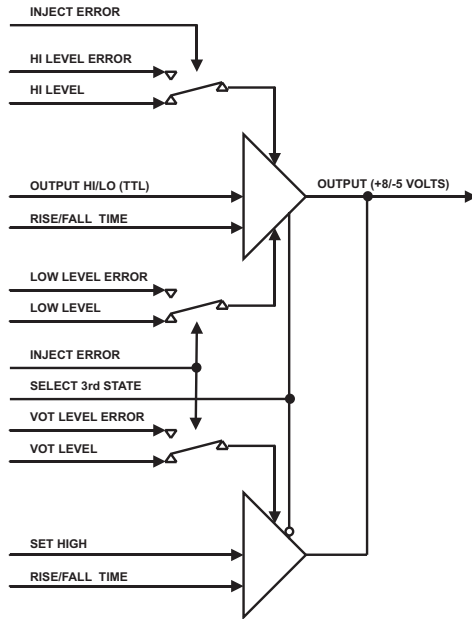 INJECT ERROR
HI LEVEL ERROR
HI LEVEL
OUTPUT HI/LO (TTL)
OUTPUT (+8/-5 VOLTS)
RISE/FALL TIME
LOW LEVEL ERROR
LOW LEVEL
INJECT ERROR
SELECT 3rd STATE
VOT LEVEL ERROR
VOT LEVEL
SET HIGH
RISE/FALL TIME